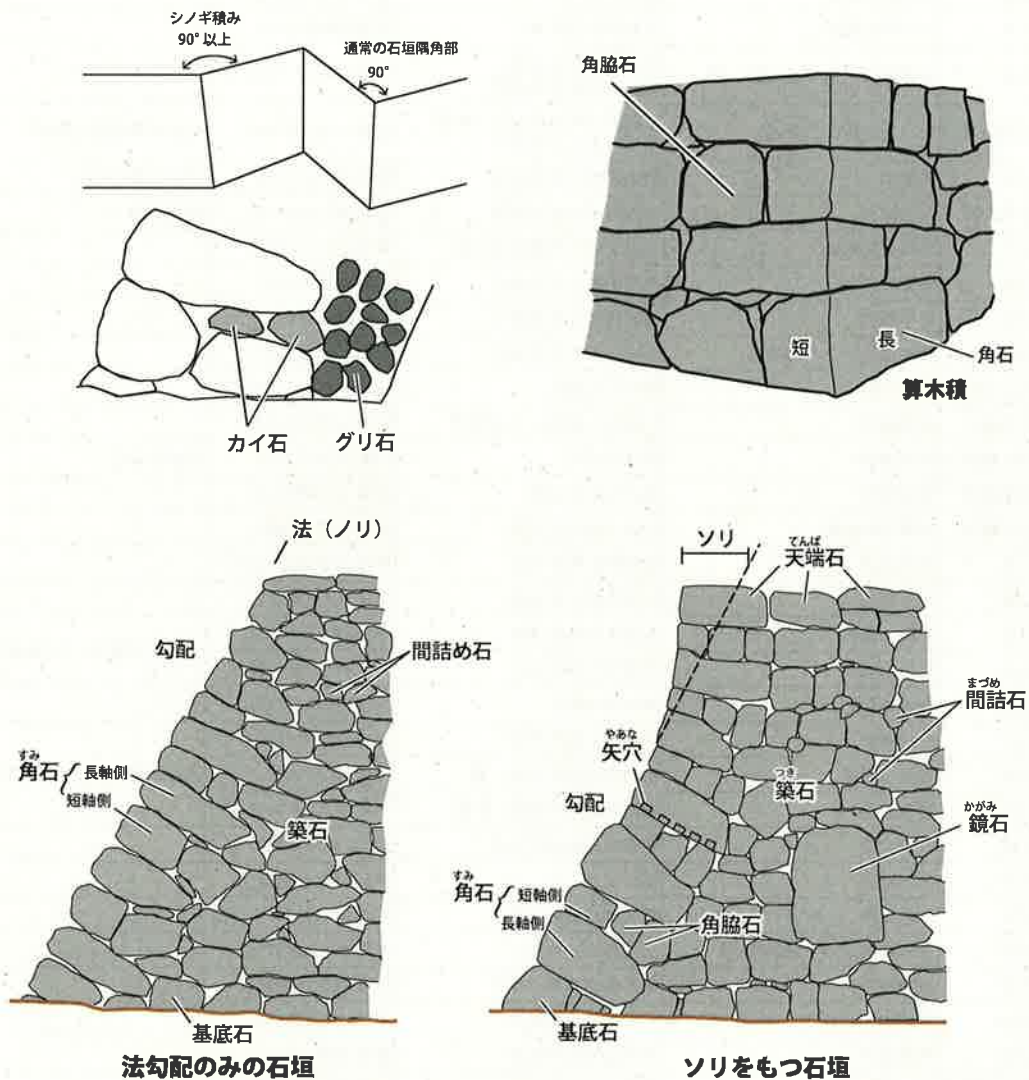 シノギ積み
90°以上
通常の石垣隅角部
90°
角脇石
短
長
角石
算木積
カイ石
グリ石
法（ノリ）
勾配
間詰め石
すみ
角石
長軸側
短軸側
築石
基底石
法勾配のみの石垣
ソリ
てんば
天端石
まづめ
間詰石
やあな
矢穴
つき
築石
勾配
かがみ
鏡石
すみ
角石
短軸側
長軸側
角脇石
基底石
ソリをもつ石垣